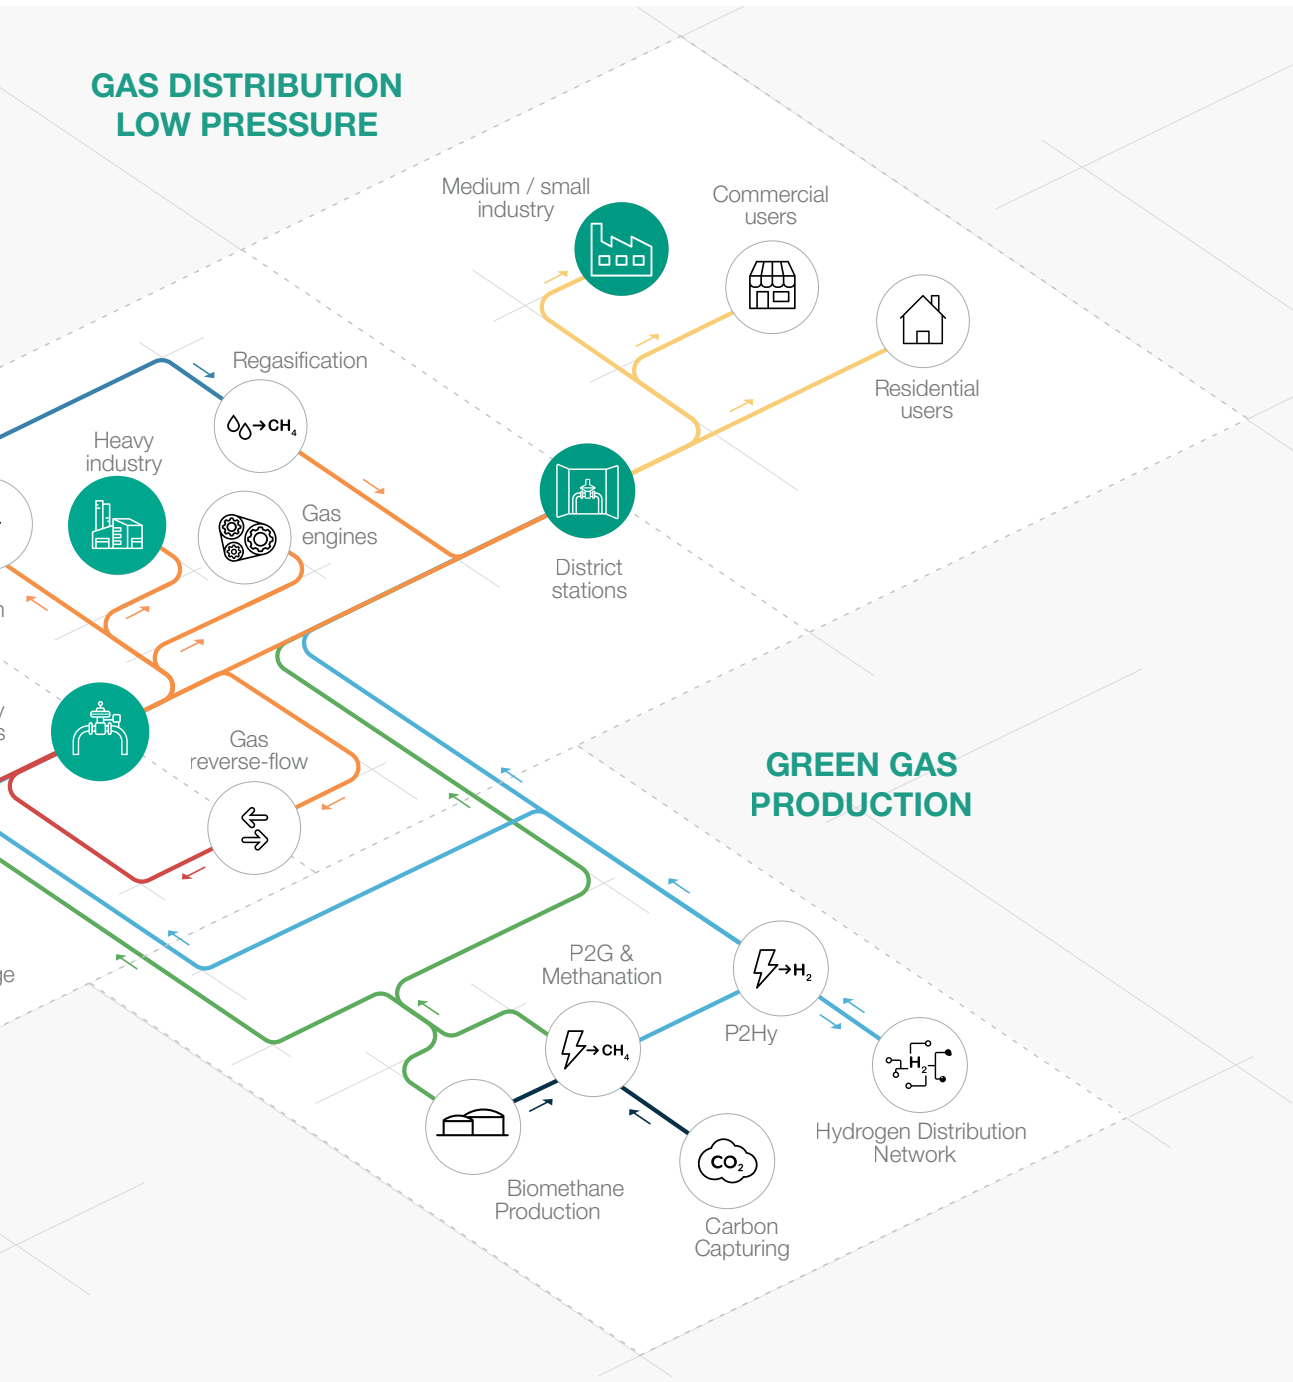 GAS DISTRIBUTION
LOW PRESSURE
Medium / small
industry
Commercial
users
Residential
users
Regasification
CH₄
Heavy
industry
Gas
engines
District
stations
Gas
reverse-flow
GREEN GAS
PRODUCTION
P2G &
Methanation
CH₄
H₂
P2Hy
H₂
Hydrogen Distribution
Network
Biomethane
Production
CO₂
Carbon
Capturing